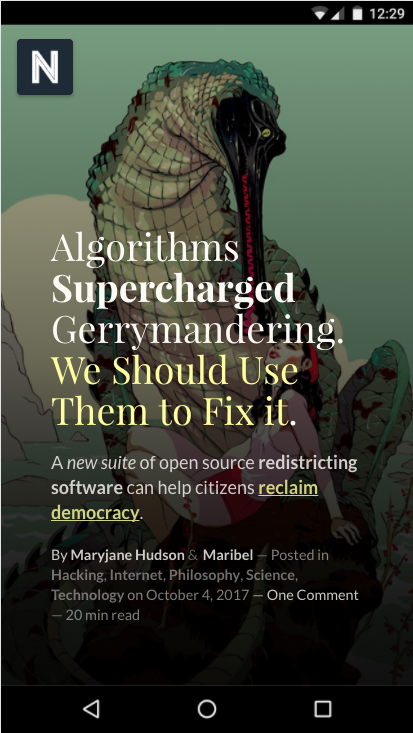 12:29
N
Algorithms
Supercharged
Gerrymandering.
We Should Use
Them to Fix it.
A new suite of open source redistricting
software can help citizens reclaim
democracy.
By Maryjane Hudson & Maribel — Posted in
Hacking, Internet, Philosophy, Science,
Technology on October 4, 2017 — One Comment
— 20 min read